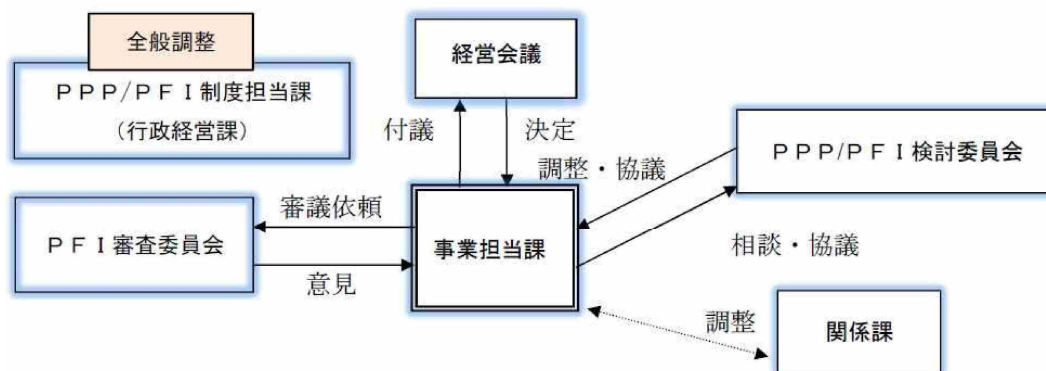 全般調整
ＰＰＰ/ＰＦＩ制度担当課
（行政経営課）
経営会議
付議
決定
調整・協議
ＰＰＰ/ＰＦＩ検討委員会
審議依頼
ＰＦＩ審査委員会
事業担当課
相談・協議
意見
調整
関係課